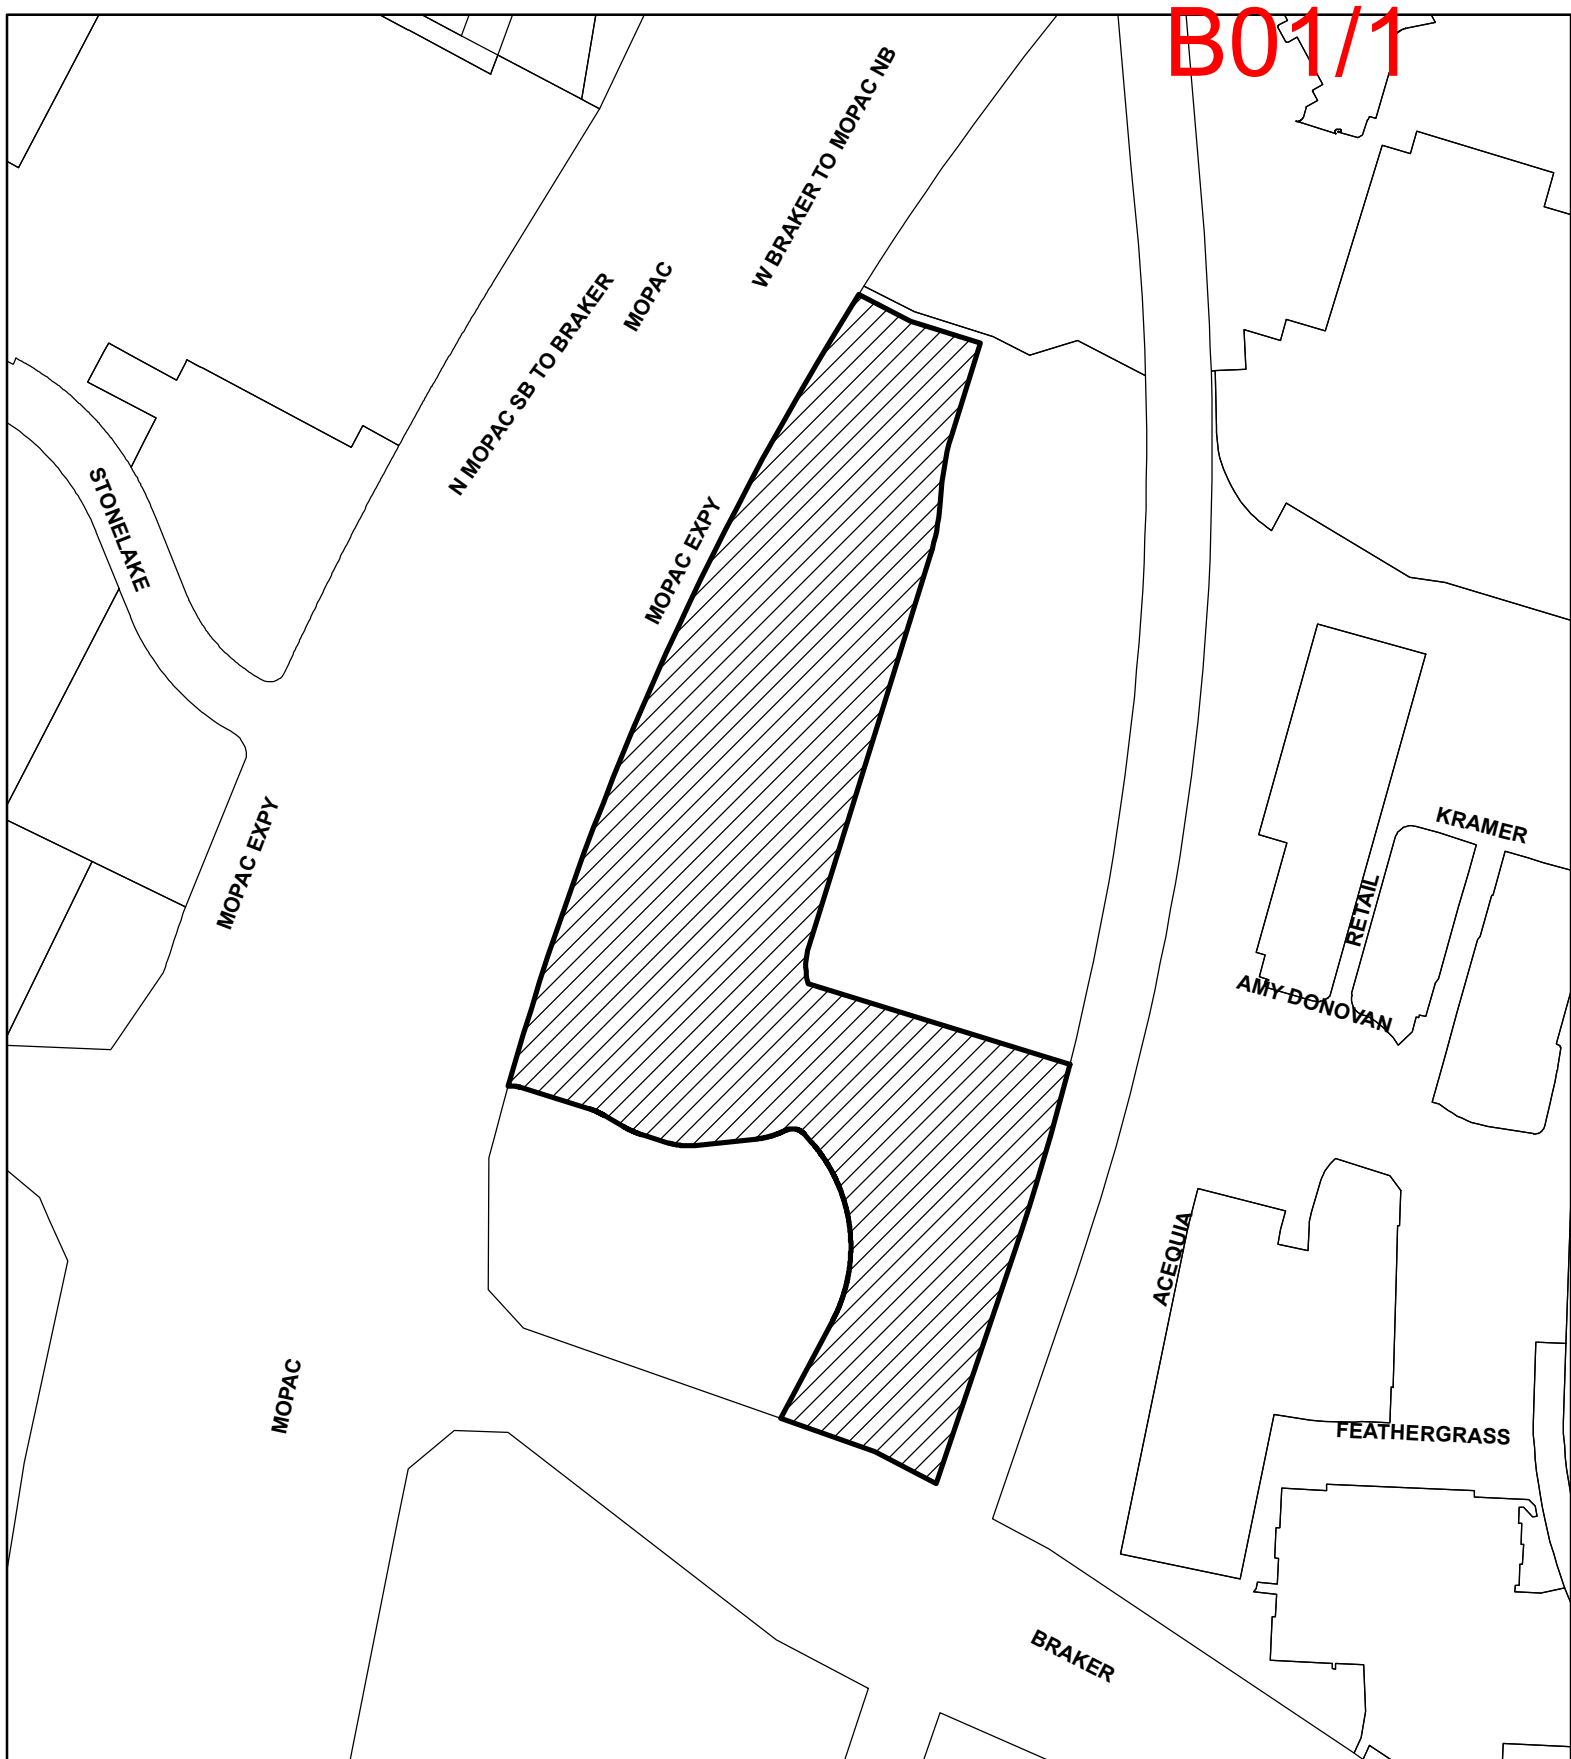 B01/1
W BRAKER TO MOPAC NB
MOPAC
N MOPAC SB TO BRAKER
MOPAC EXPY
STONELAKE
MOPAC EXPY
KRAMER
RETAIL
AMY DONOVAN
ACEQUIA
MOPAC
FEATHERGRASS
BRAKER